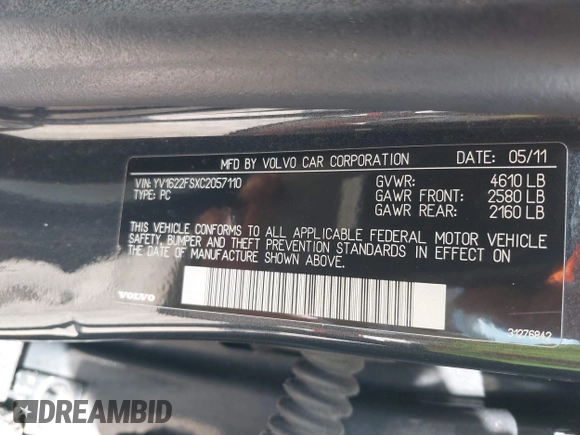 MFD BY VOLVO CAR CORPORATION DATE: 05/11
VIN: YV1622FSXC2057110 GVWR: 4610 LB
TYPE: PC GAWR FRONT: 2580 LB
GAWR REAR: 2160 LB
THIS VEHICLE CONFORMS TO ALL APPLICABLE FEDERAL MOTOR VEHICLE
SAFETY, BUMPER AND THEFT PREVENTION STANDARDS IN EFFECT ON
THE DATE OF MANUFACTURE SHOWN ABOVE.
VOLVO
31276842
DREAMBID